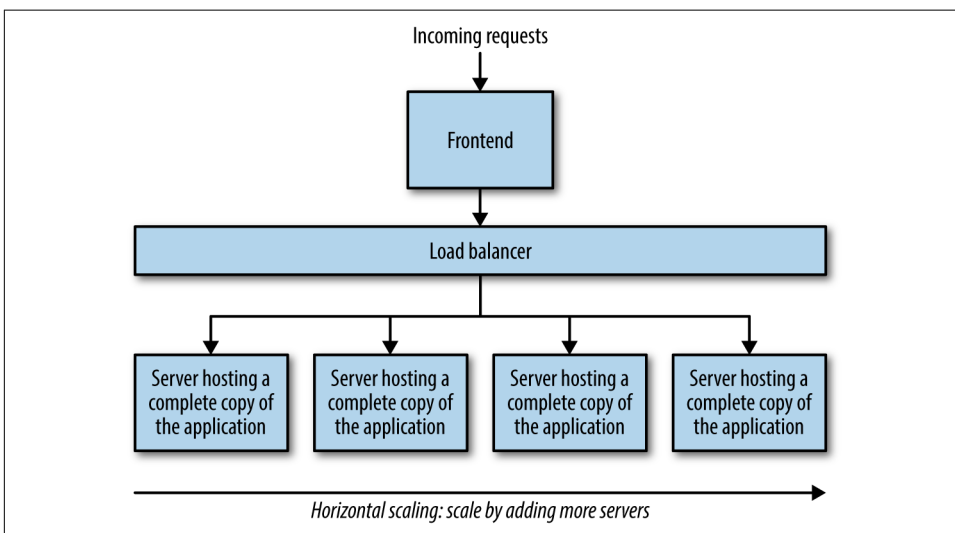 Incoming requests
Frontend
Load balancer
Server hosting a
complete copy of
the application
Server hosting a
complete copy of
the application
Server hosting a
complete copy of
the application
Server hosting a
complete copy of
the application
Horizontal scaling: scale by adding more servers